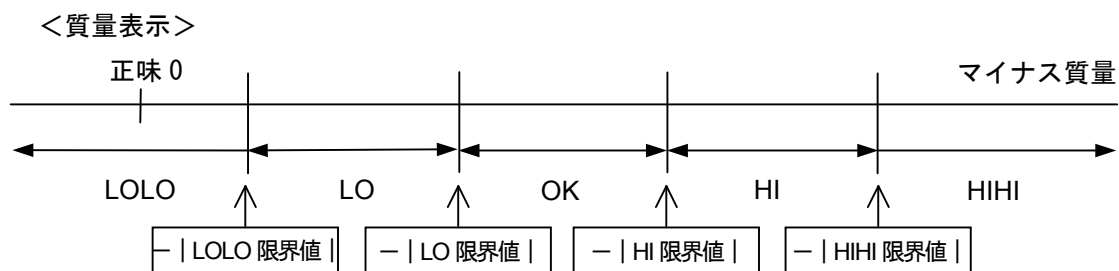 ＜質量表示＞
正味 0 マイナス質量
LOLO LO OK HI HIHI
－｜LOLO 限界値｜ －｜LO 限界値｜ －｜HI 限界値｜ －｜HIHI 限界値｜